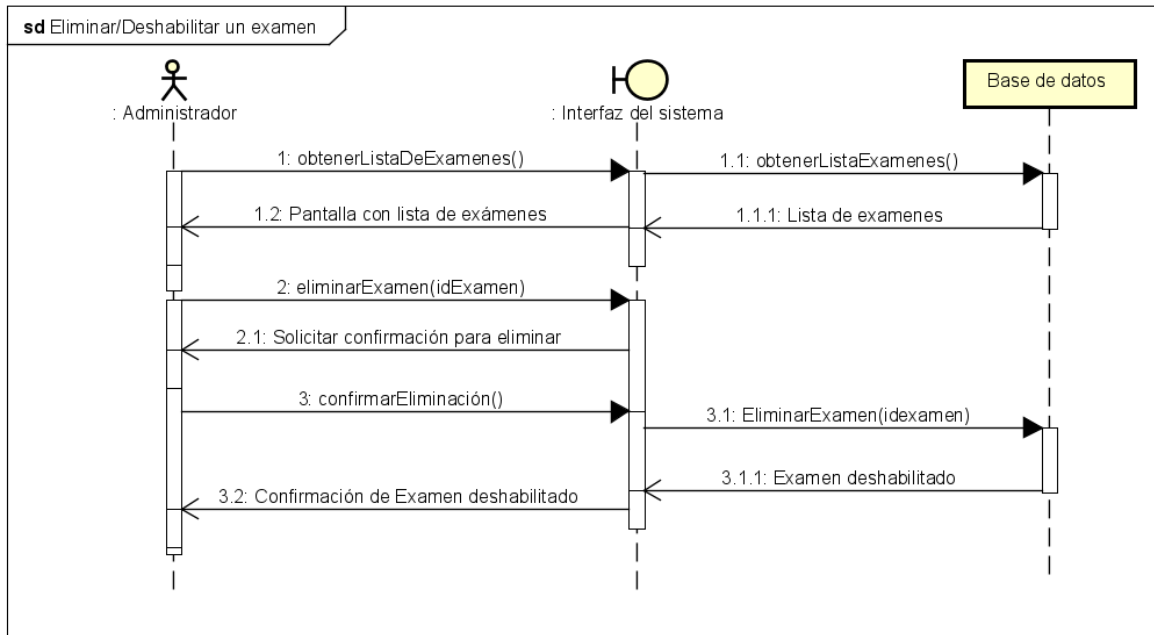 sd Eliminar/Deshabilitar un examen
: Administrador
: Interfaz del sistema
Base de datos
1: obtenerListaDeExamenes()
1.1: obtenerListaExamenes()
1.2: Pantalla con lista de exámenes
1.1.1: Lista de examenes
2: eliminarExamen(idExamen)
2.1: Solicitar confirmación para eliminar
3: confirmarEliminación()
3.1: EliminarExamen(idexamen)
3.1.1: Examen deshabilitado
3.2: Confirmación de Examen deshabilitado